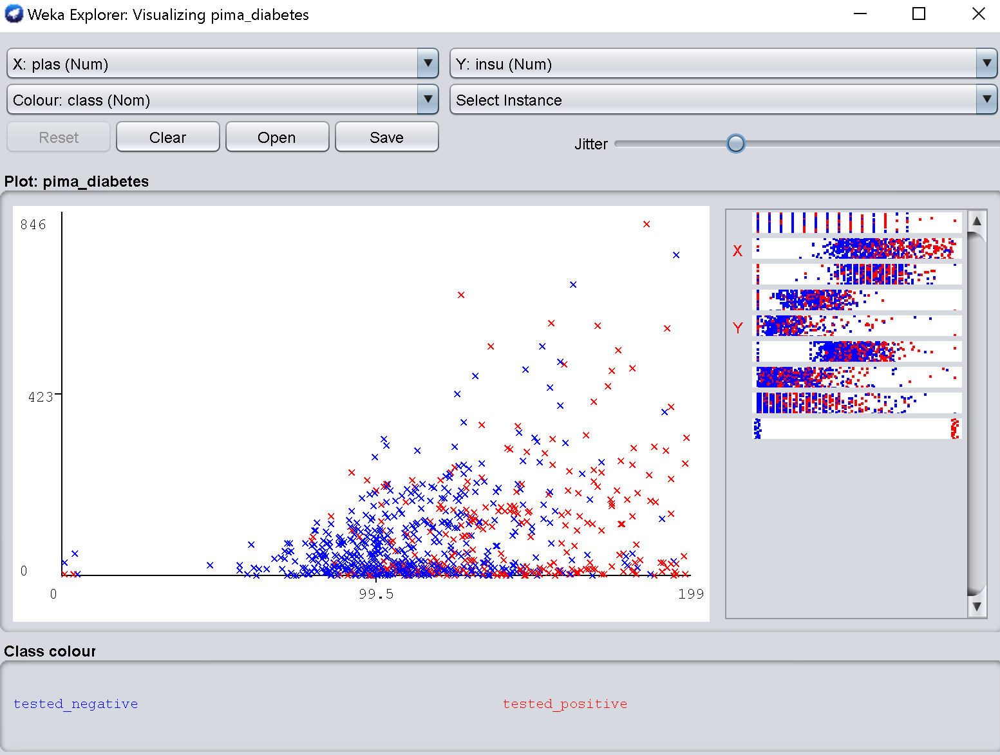 Weka Explorer: Visualizing pima_diabetes
X: plas (Num)
Y: insu (Num)
Colour: class (Nom)
Select Instance
Reset
Clear
Open
Save
Jitter
Plot: pima_diabetes
846
423
0
0
99.5
199
X
Y
Class colour
tested_negative
tested_positive